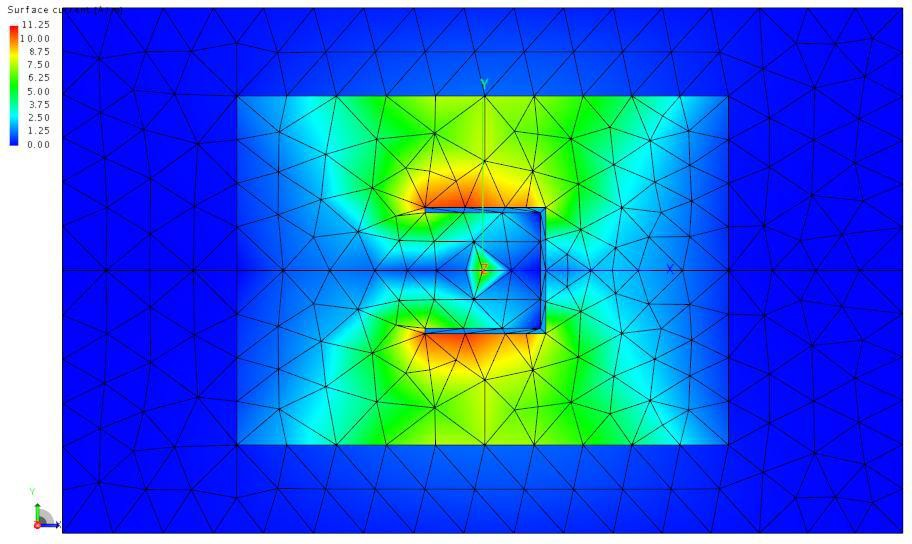 Surface current [A/m]
11.25
10.00
8.75
7.50
6.25
5.00
3.75
2.50
1.25
0.00
Y
Z
X
Y
X